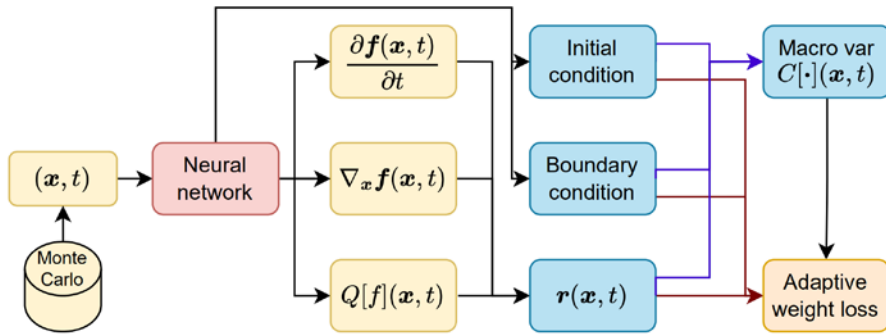 ∂f(x, t)
∂t
Initial
condition
Macro var
C[·](x, t)
(x, t)
Neural
network
∇ₓf(x, t)
Boundary
condition
Monte
Carlo
Q[f](x, t)
r(x, t)
Adaptive
weight loss